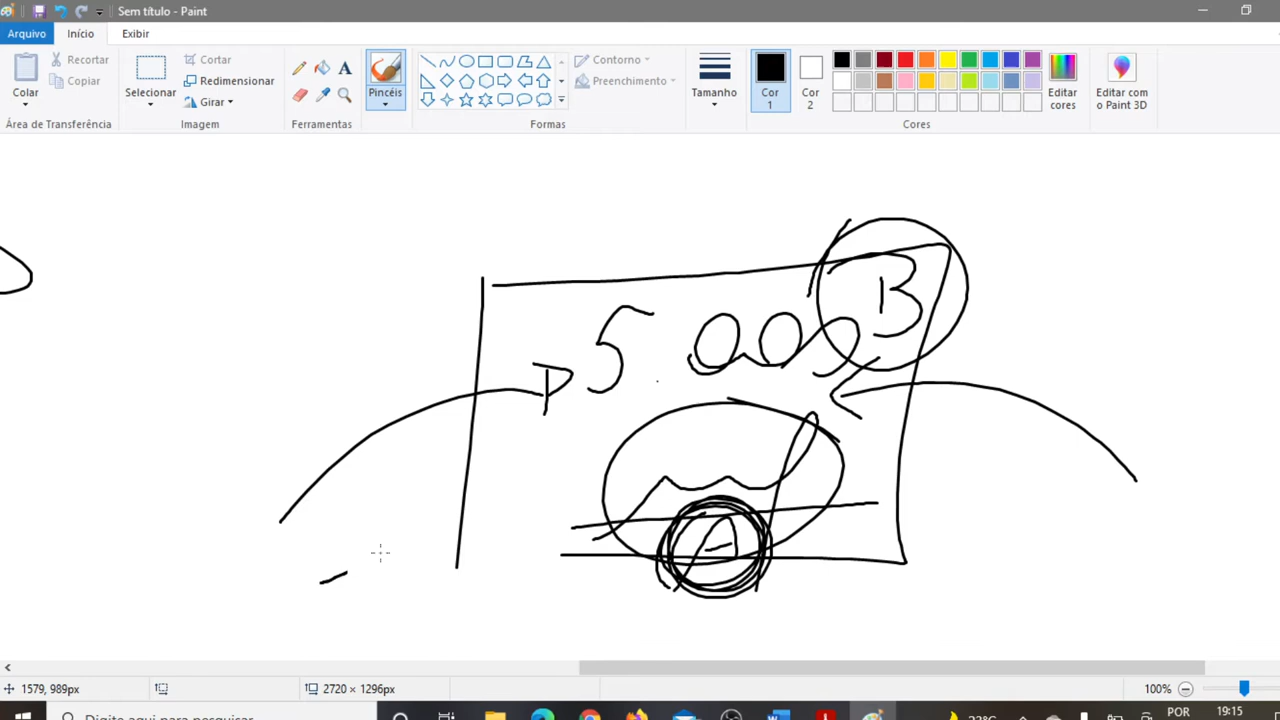 Sem título - Paint
Arquivo Início Exibir
Colar
Recortar
Copiar
Área de Transferência
Selecionar
Cortar
Redimensionar
Girar
Imagem
Ferramentas
Pincéis
Contorno
Preenchimento
Formas
Tamanho
Cor 1
Cor 2
Editar cores
Editar com o Paint 3D
Cores
B
5.000
A
1579, 989px 2720 × 1296px 100%
Digite aqui para pesquisar POR 19:15